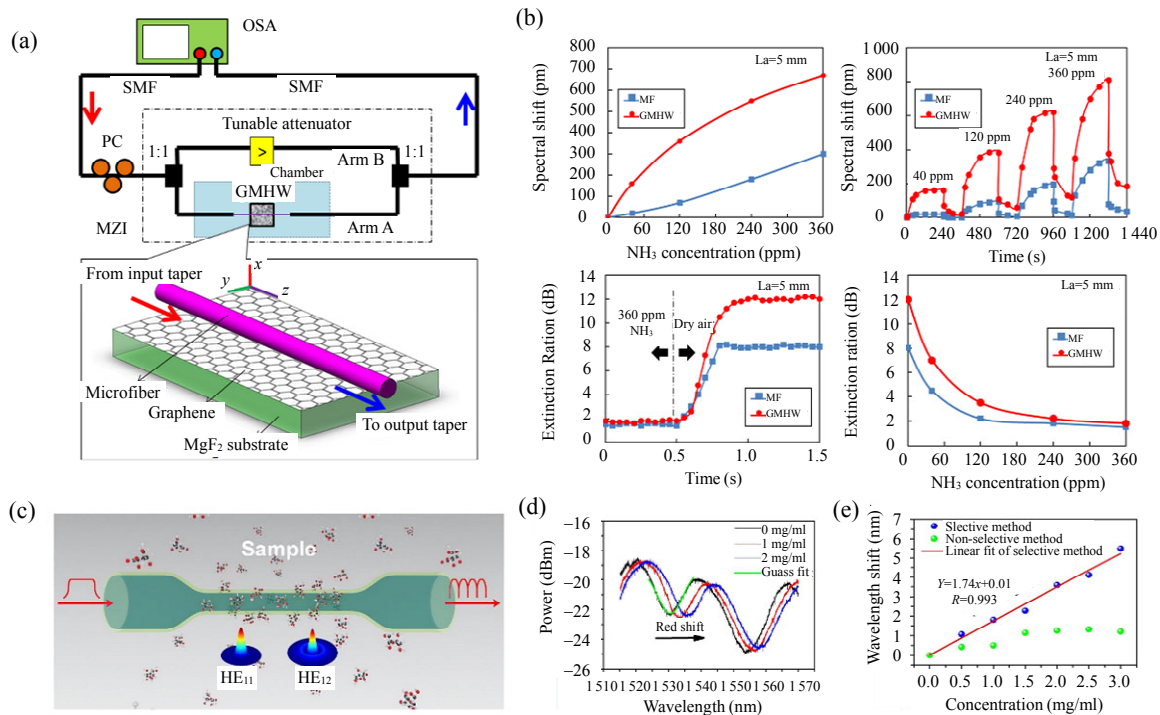 (a)
OSA
SMF
SMF
PC
Tunable attenuator
1:1
1:1
>
Arm B
Chamber
GMHW
MZI
Arm A
From input taper
x
y
z
Microfiber
Graphene
MgF2 substrate
To output taper
(b)
Spectral shift (pm)
800
700
600
500
400
300
200
100
0
La=5 mm
MF
GMHW
0 60 120 180 240 300 360
NH3 concentration (ppm)
Spectral shift (pm)
1 000
800
600
400
200
0
La=5 mm
360 ppm
240 ppm
120 ppm
40 ppm
MF
GMHW
0 240 480 720 960 1 200 1 440
Time (s)
Extinction Ration (dB)
14
12
10
8
6
4
2
0
La=5 mm
360 ppm
NH3
Dry air
MF
GMHW
0 0.5 1.0 1.5
Time (s)
Extinction ration (dB)
14
12
10
8
6
4
2
0
La=5 mm
MF
GMHW
0 60 120 180 240 300 360
NH3 concentration (ppm)
(c)
Sample
HE11
HE12
(d)
Power (dBm)
−16
−18
−20
−22
−24
−26
0 mg/ml
1 mg/ml
2 mg/ml
Guass fit
Red shift
1 510 1 520 1 530 1 550 1 560 1 570
Wavelength (nm)
(e)
Wavelength shift (nm)
7
6
5
4
3
2
1
0
Slective method
Non-selective method
Linear fit of selective method
Y=1.74x+0.01
R=0.993
0.0 0.5 1.0 1.5 2.0 2.5 3.0
Concentration (mg/ml)